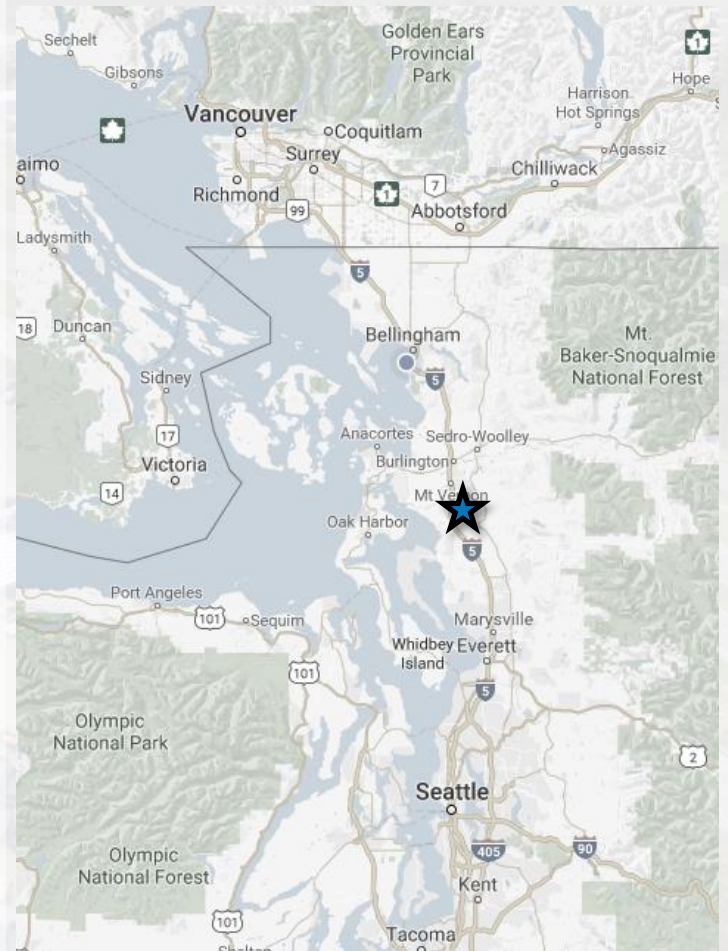 Sechelt
Golden Ears
Provincial
Park
1
Gibsons
Hope
Harrison
Hot Springs
Vancouver
Coquitlam
Agassiz
Surrey
Chilliwack
aimo
7
1
Richmond
99
Abbotsford
Ladysmith
5
18
Duncan
Bellingham
Mt.
Baker-Snoqualmie
National Forest
Sidney
5
17
Anacortes
Sedro-Woolley
Burlington
Victoria
14
Mt Vernon
Oak Harbor
5
Port Angeles
101
Sequim
Marysville
Whidbey
Island
Everett
101
5
Olympic
National Park
2
Seattle
Olympic
National Forest
405
90
Kent
101
Tacoma
Shelton